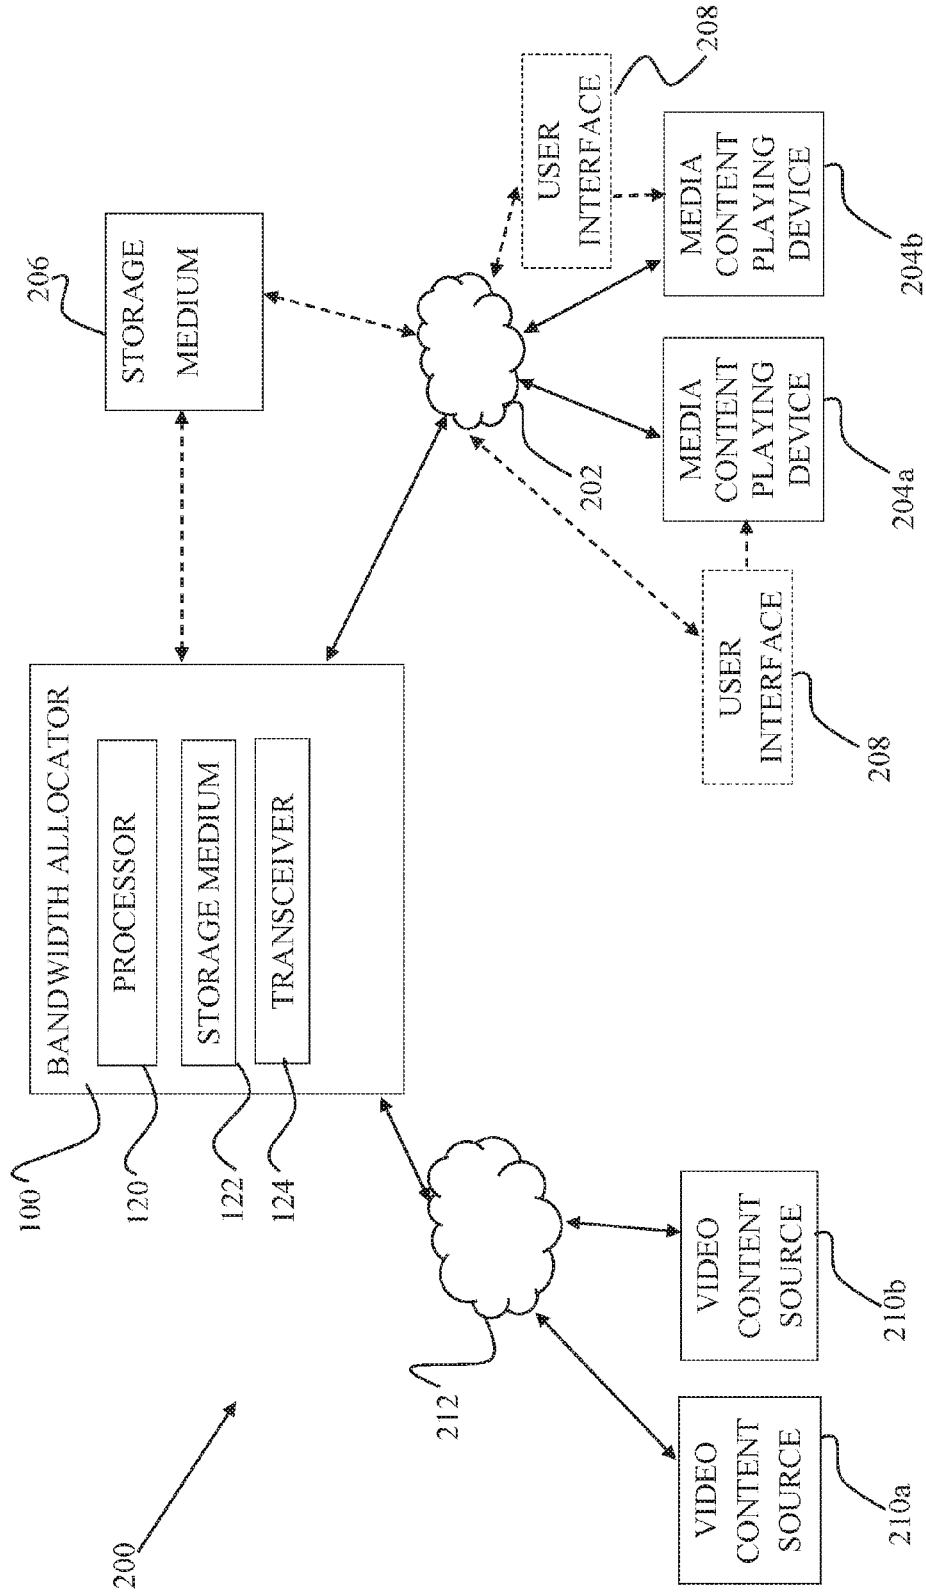 200
100
BANDWIDTH ALLOCATOR
120
PROCESSOR
122
STORAGE MEDIUM
124
TRANSCEIVER
206
STORAGE
MEDIUM
212
202
VIDEO
CONTENT
SOURCE
210a
VIDEO
CONTENT
SOURCE
210b
USER
INTERFACE
208
MEDIA
CONTENT
PLAYING
DEVICE
204a
USER
INTERFACE
208
MEDIA
CONTENT
PLAYING
DEVICE
204b